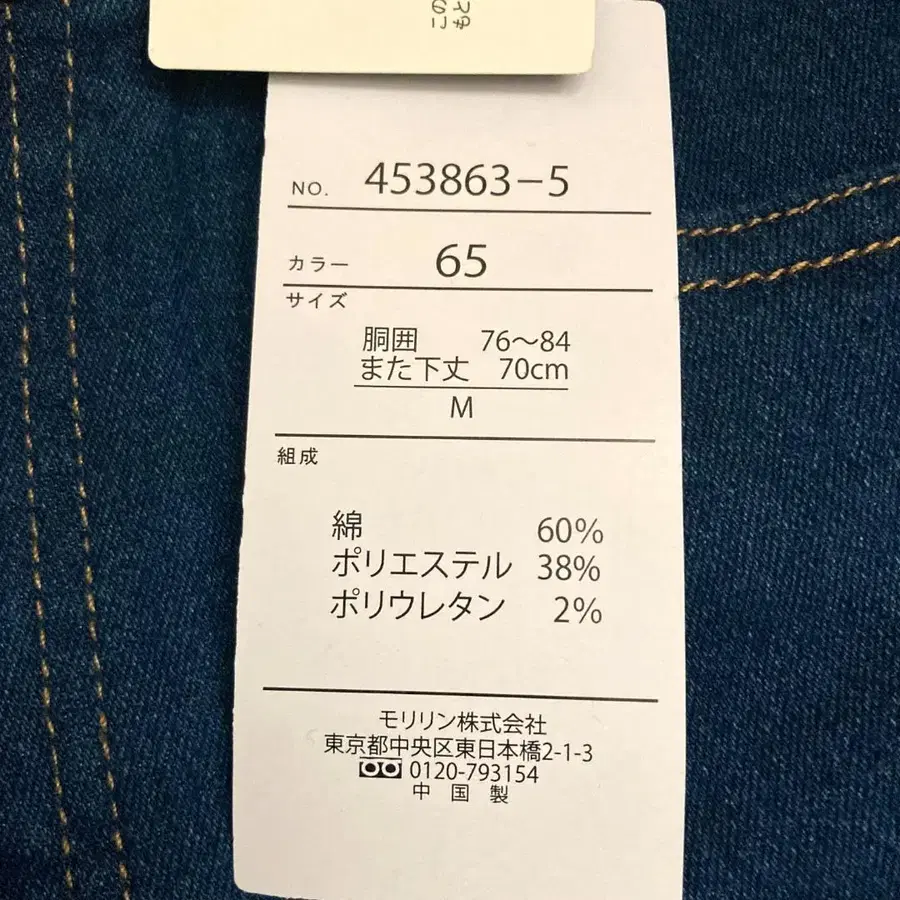 NO. 453863-5
カラー 65
サイズ
胴囲 76〜84
また下丈 70cm
M
組成
綿 60%
ポリエステル 38%
ポリウレタン 2%
モリリン株式会社
東京都中央区東日本橋2-1-3
0120-793154
中国製